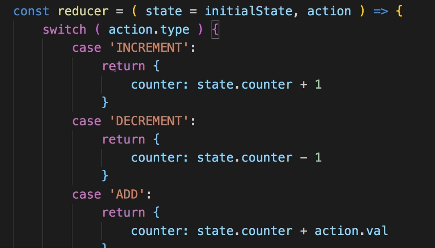 const reducer = ( state = initialState, action ) => {
switch ( action.type ) {
case 'INCREMENT':
return {
counter: state.counter + 1
}
case 'DECREMENT':
return {
counter: state.counter - 1
}
case 'ADD':
return {
counter: state.counter + action.val
}